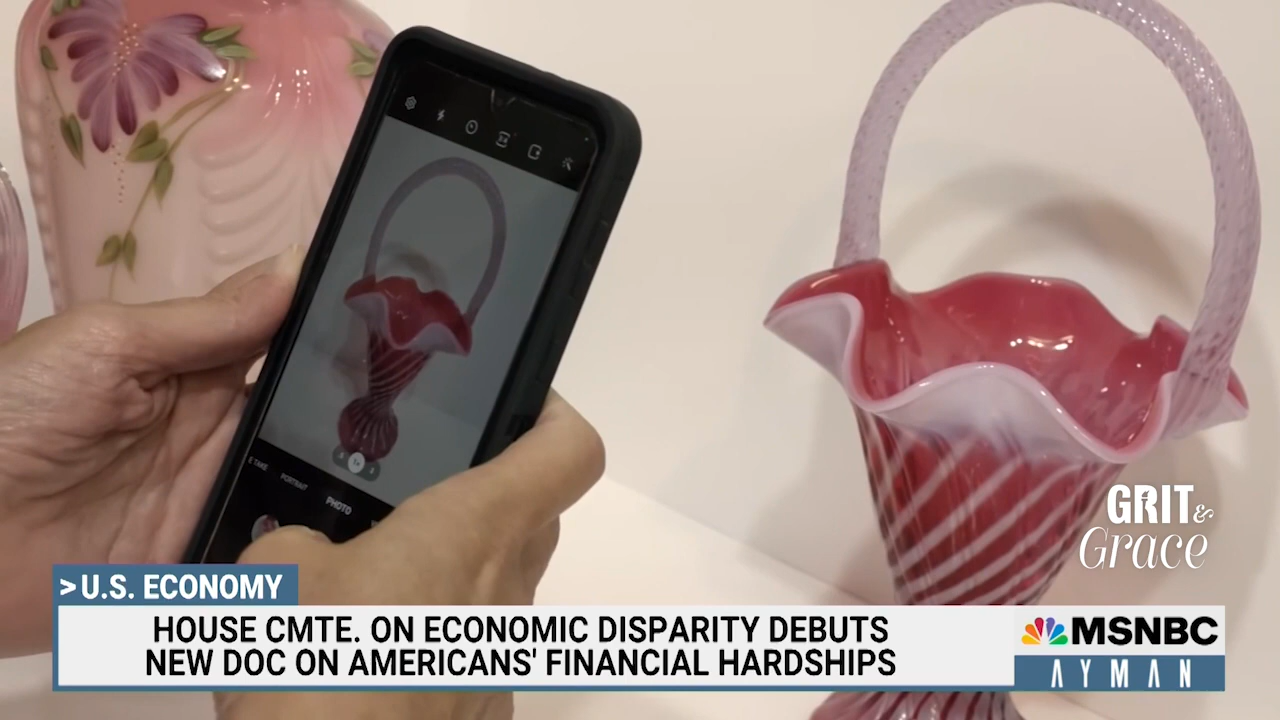 E TAKE
PORTRAIT
PHOTO
GRIT &
Grace
>U.S. ECONOMY
HOUSE CMTE. ON ECONOMIC DISPARITY DEBUTS
NEW DOC ON AMERICANS' FINANCIAL HARDSHIPS
MSNBC
AYMAN